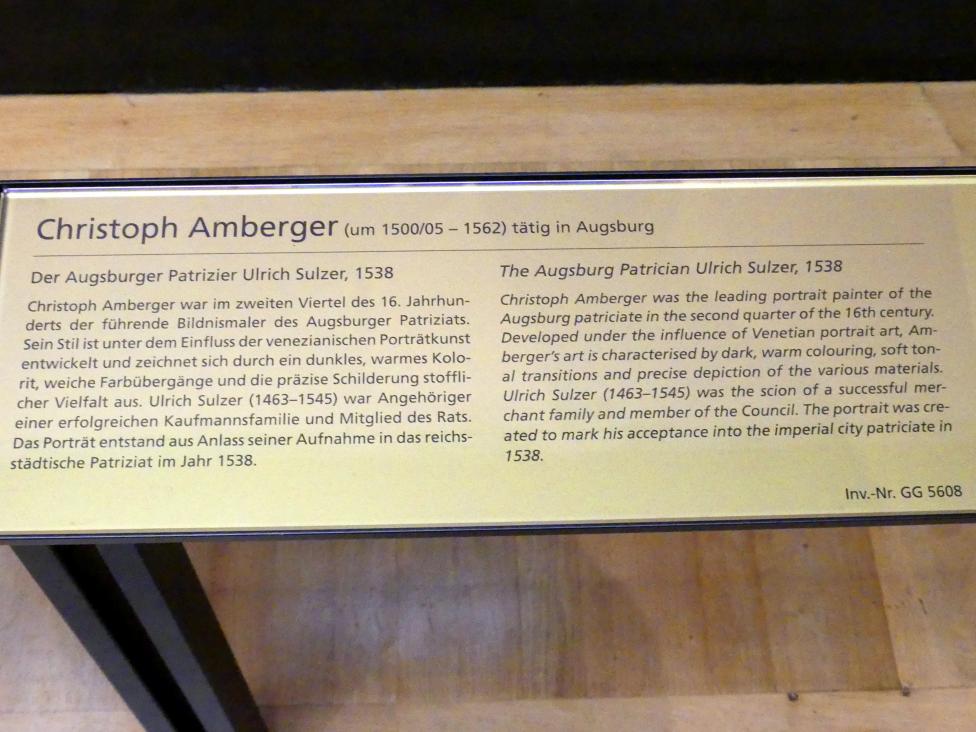 Christoph Amberger (um 1500/05 – 1562) tätig in Augsburg
Der Augsburger Patrizier Ulrich Sulzer, 1538
Christoph Amberger war im zweiten Viertel des 16. Jahrhun-
derts der führende Bildnismaler des Augsburger Patriziats.
Sein Stil ist unter dem Einfluss der venezianischen Porträtkunst
entwickelt und zeichnet sich durch ein dunkles, warmes Kolo-
rit, weiche Farbübergänge und die präzise Schilderung stoffli-
cher Vielfalt aus. Ulrich Sulzer (1463–1545) war Angehöriger
einer erfolgreichen Kaufmannsfamilie und Mitglied des Rats.
Das Porträt entstand aus Anlass seiner Aufnahme in das reichs-
städtische Patriziat im Jahr 1538.
The Augsburg Patrician Ulrich Sulzer, 1538
Christoph Amberger was the leading portrait painter of the
Augsburg patriciate in the second quarter of the 16th century.
Developed under the influence of Venetian portrait art, Am-
berger's art is characterised by dark, warm colouring, soft ton-
al transitions and precise depiction of the various materials.
Ulrich Sulzer (1463–1545) was the scion of a successful mer-
chant family and member of the Council. The portrait was cre-
ated to mark his acceptance into the imperial city patriciate in
1538.
Inv.-Nr. GG 5608